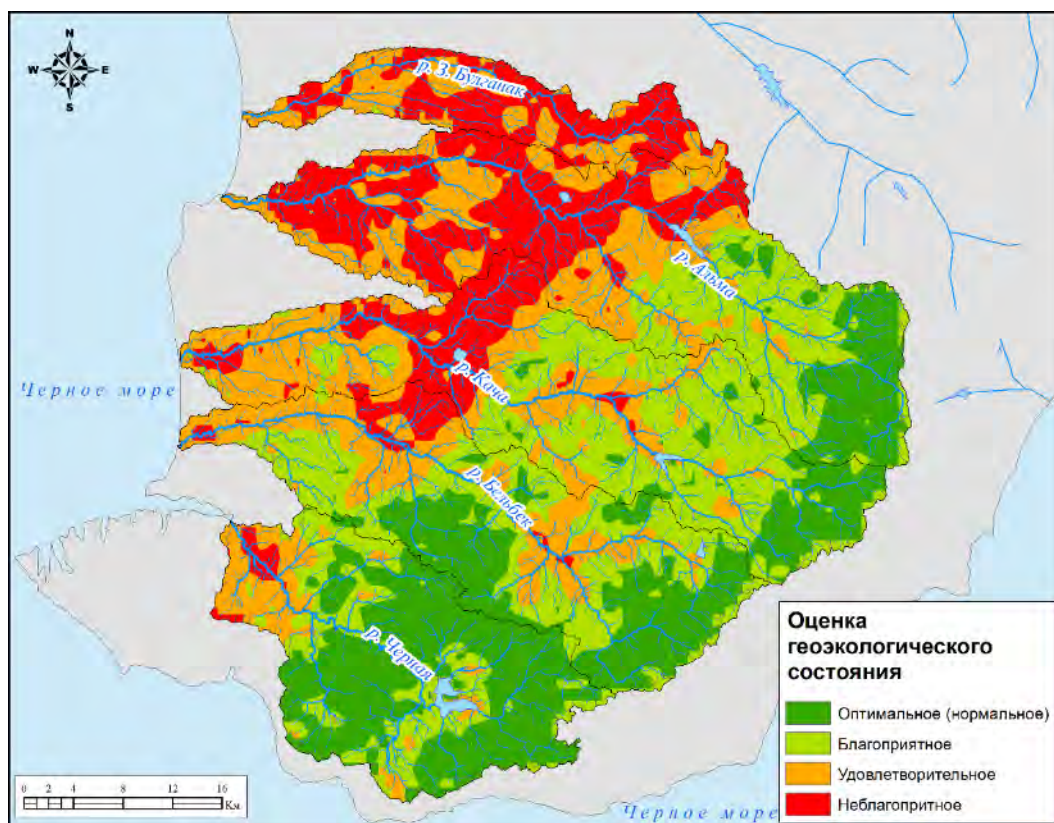 N
W E
S
р. З. Булганак
р. Альма
р. Кача
Черное море
р. Бельбек
р. Черная
Оценка
геоэкологического
состояния
Оптимальное (нормальное)
Благоприятное
Удовлетворительное
Неблагопритное
0 2 4 8 12 16
Км
Черное море